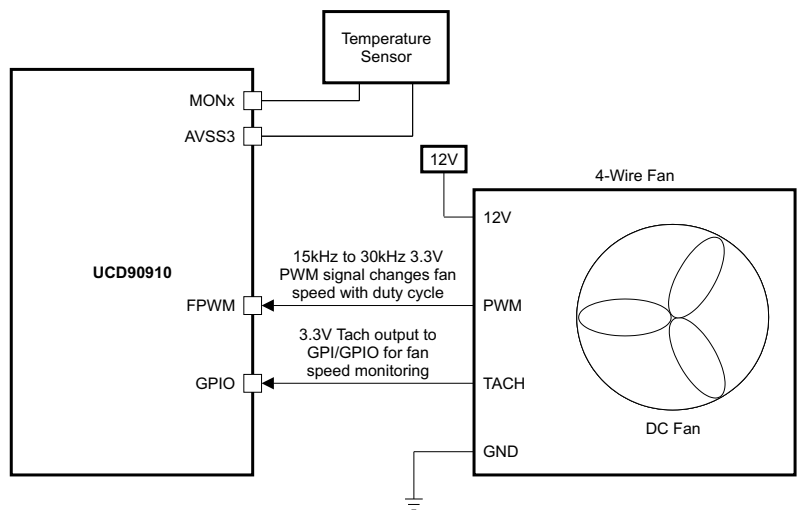 Temperature
Sensor
MONx
AVSS3
12V
4-Wire Fan
12V
UCD90910
15kHz to 30kHz 3.3V
PWM signal changes fan
speed with duty cycle
FPWM
PWM
3.3V Tach output to
GPI/GPIO for fan
speed monitoring
GPIO
TACH
DC Fan
GND